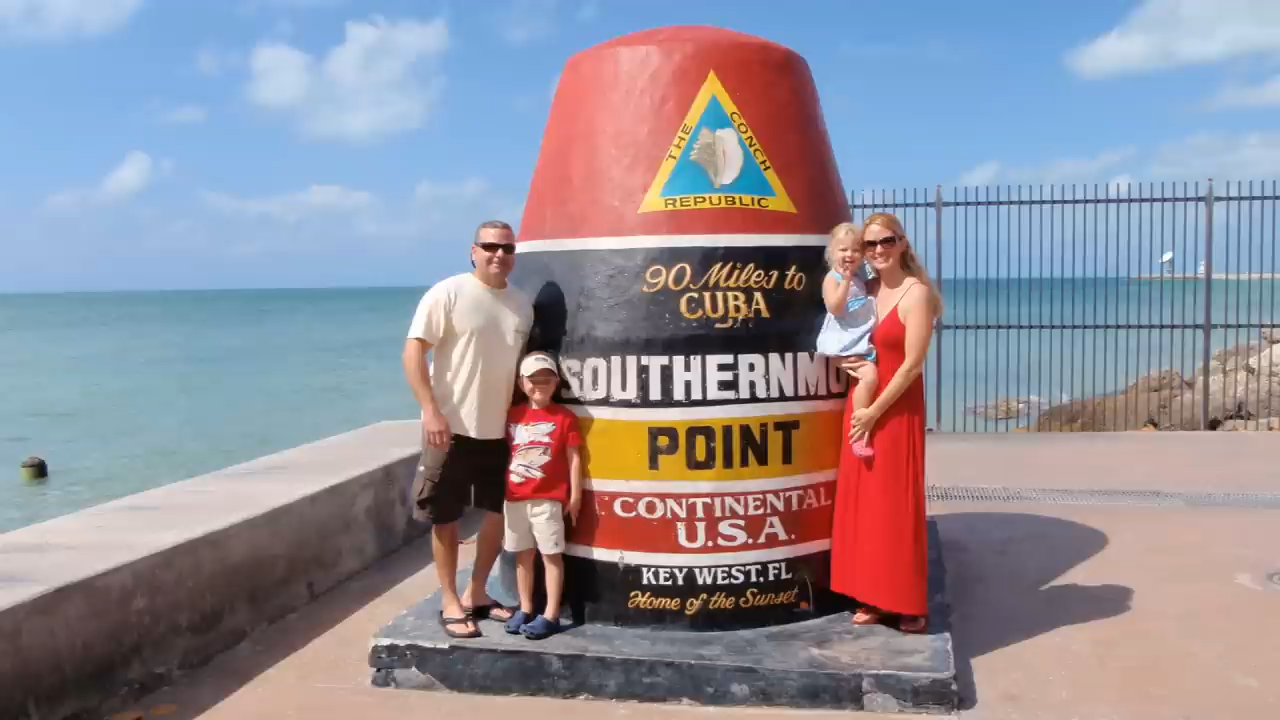 THE CONCH
REPUBLIC
90 Miles to
CUBA
SOUTHERNMO
POINT
CONTINENTAL
U.S.A.
KEY WEST, FL
Home of the Sunset